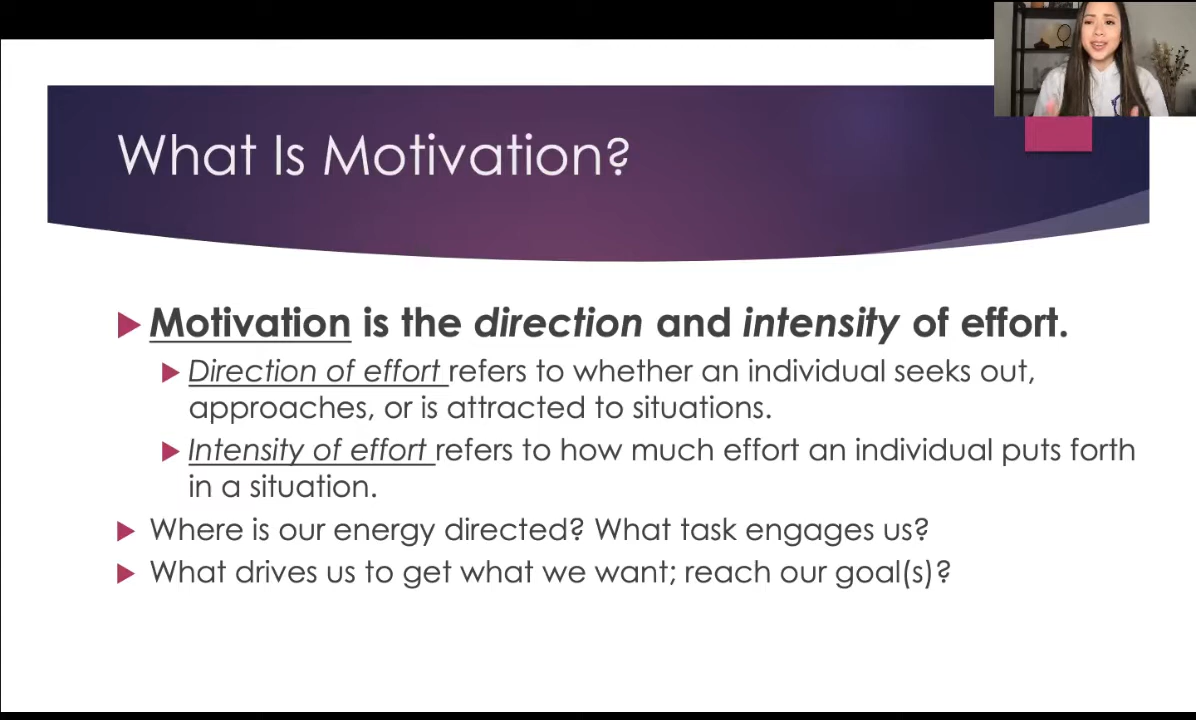 What Is Motivation?
Motivation is the direction and intensity of effort.
Direction of effort refers to whether an individual seeks out,
approaches, or is attracted to situations.
Intensity of effort refers to how much effort an individual puts forth
in a situation.
Where is our energy directed? What task engages us?
What drives us to get what we want; reach our goal(s)?